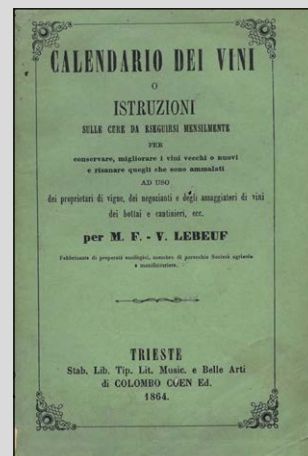 CALENDARIO DEI VINI
O
ISTRUZIONI
SULLE CURE DA ESEGUIRSI MENSILMENTE
PER
conservare, migliorare i vini vecchi o nuovi
e risanare quegli che sono ammalati
AD USO
dei proprietari di vigne, dei negozianti e degli assaggiatori di vini
dei bottai e cantinieri, ecc.
per M. F. - V. LEBEUF
Fabbricante di preparati enologici, membro di parecchie Società agricole
e manifatturiere.
TRIESTE
Stab. Lib. Tip. Lit. Music. e Belle Arti
di COLOMBO COEN Ed.
1864.